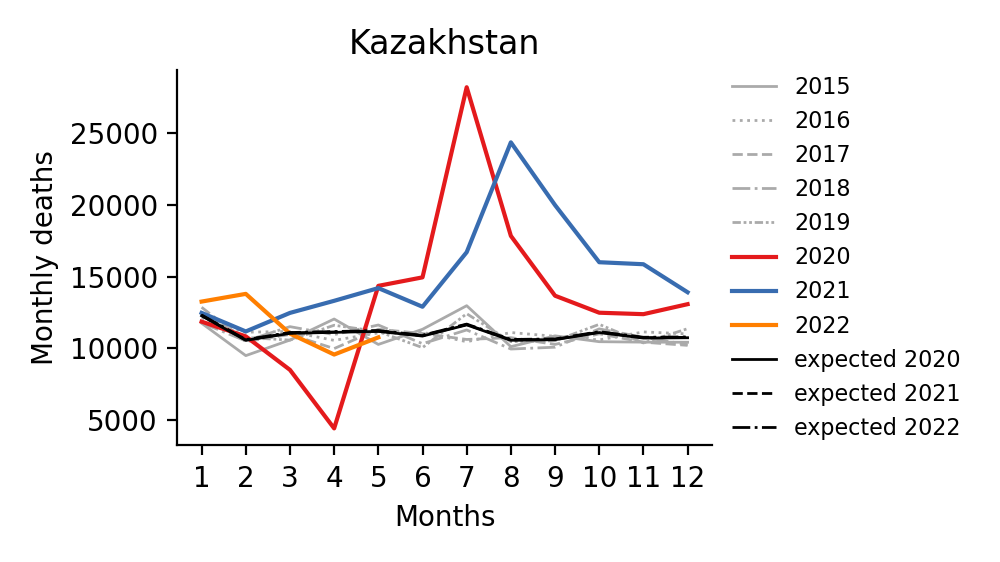 Kazakhstan
Monthly deaths
25000
20000
15000
10000
5000
1 2 3 4 5 6 7 8 9 10 11 12
Months
2015
2016
2017
2018
2019
2020
2021
2022
expected 2020
expected 2021
expected 2022